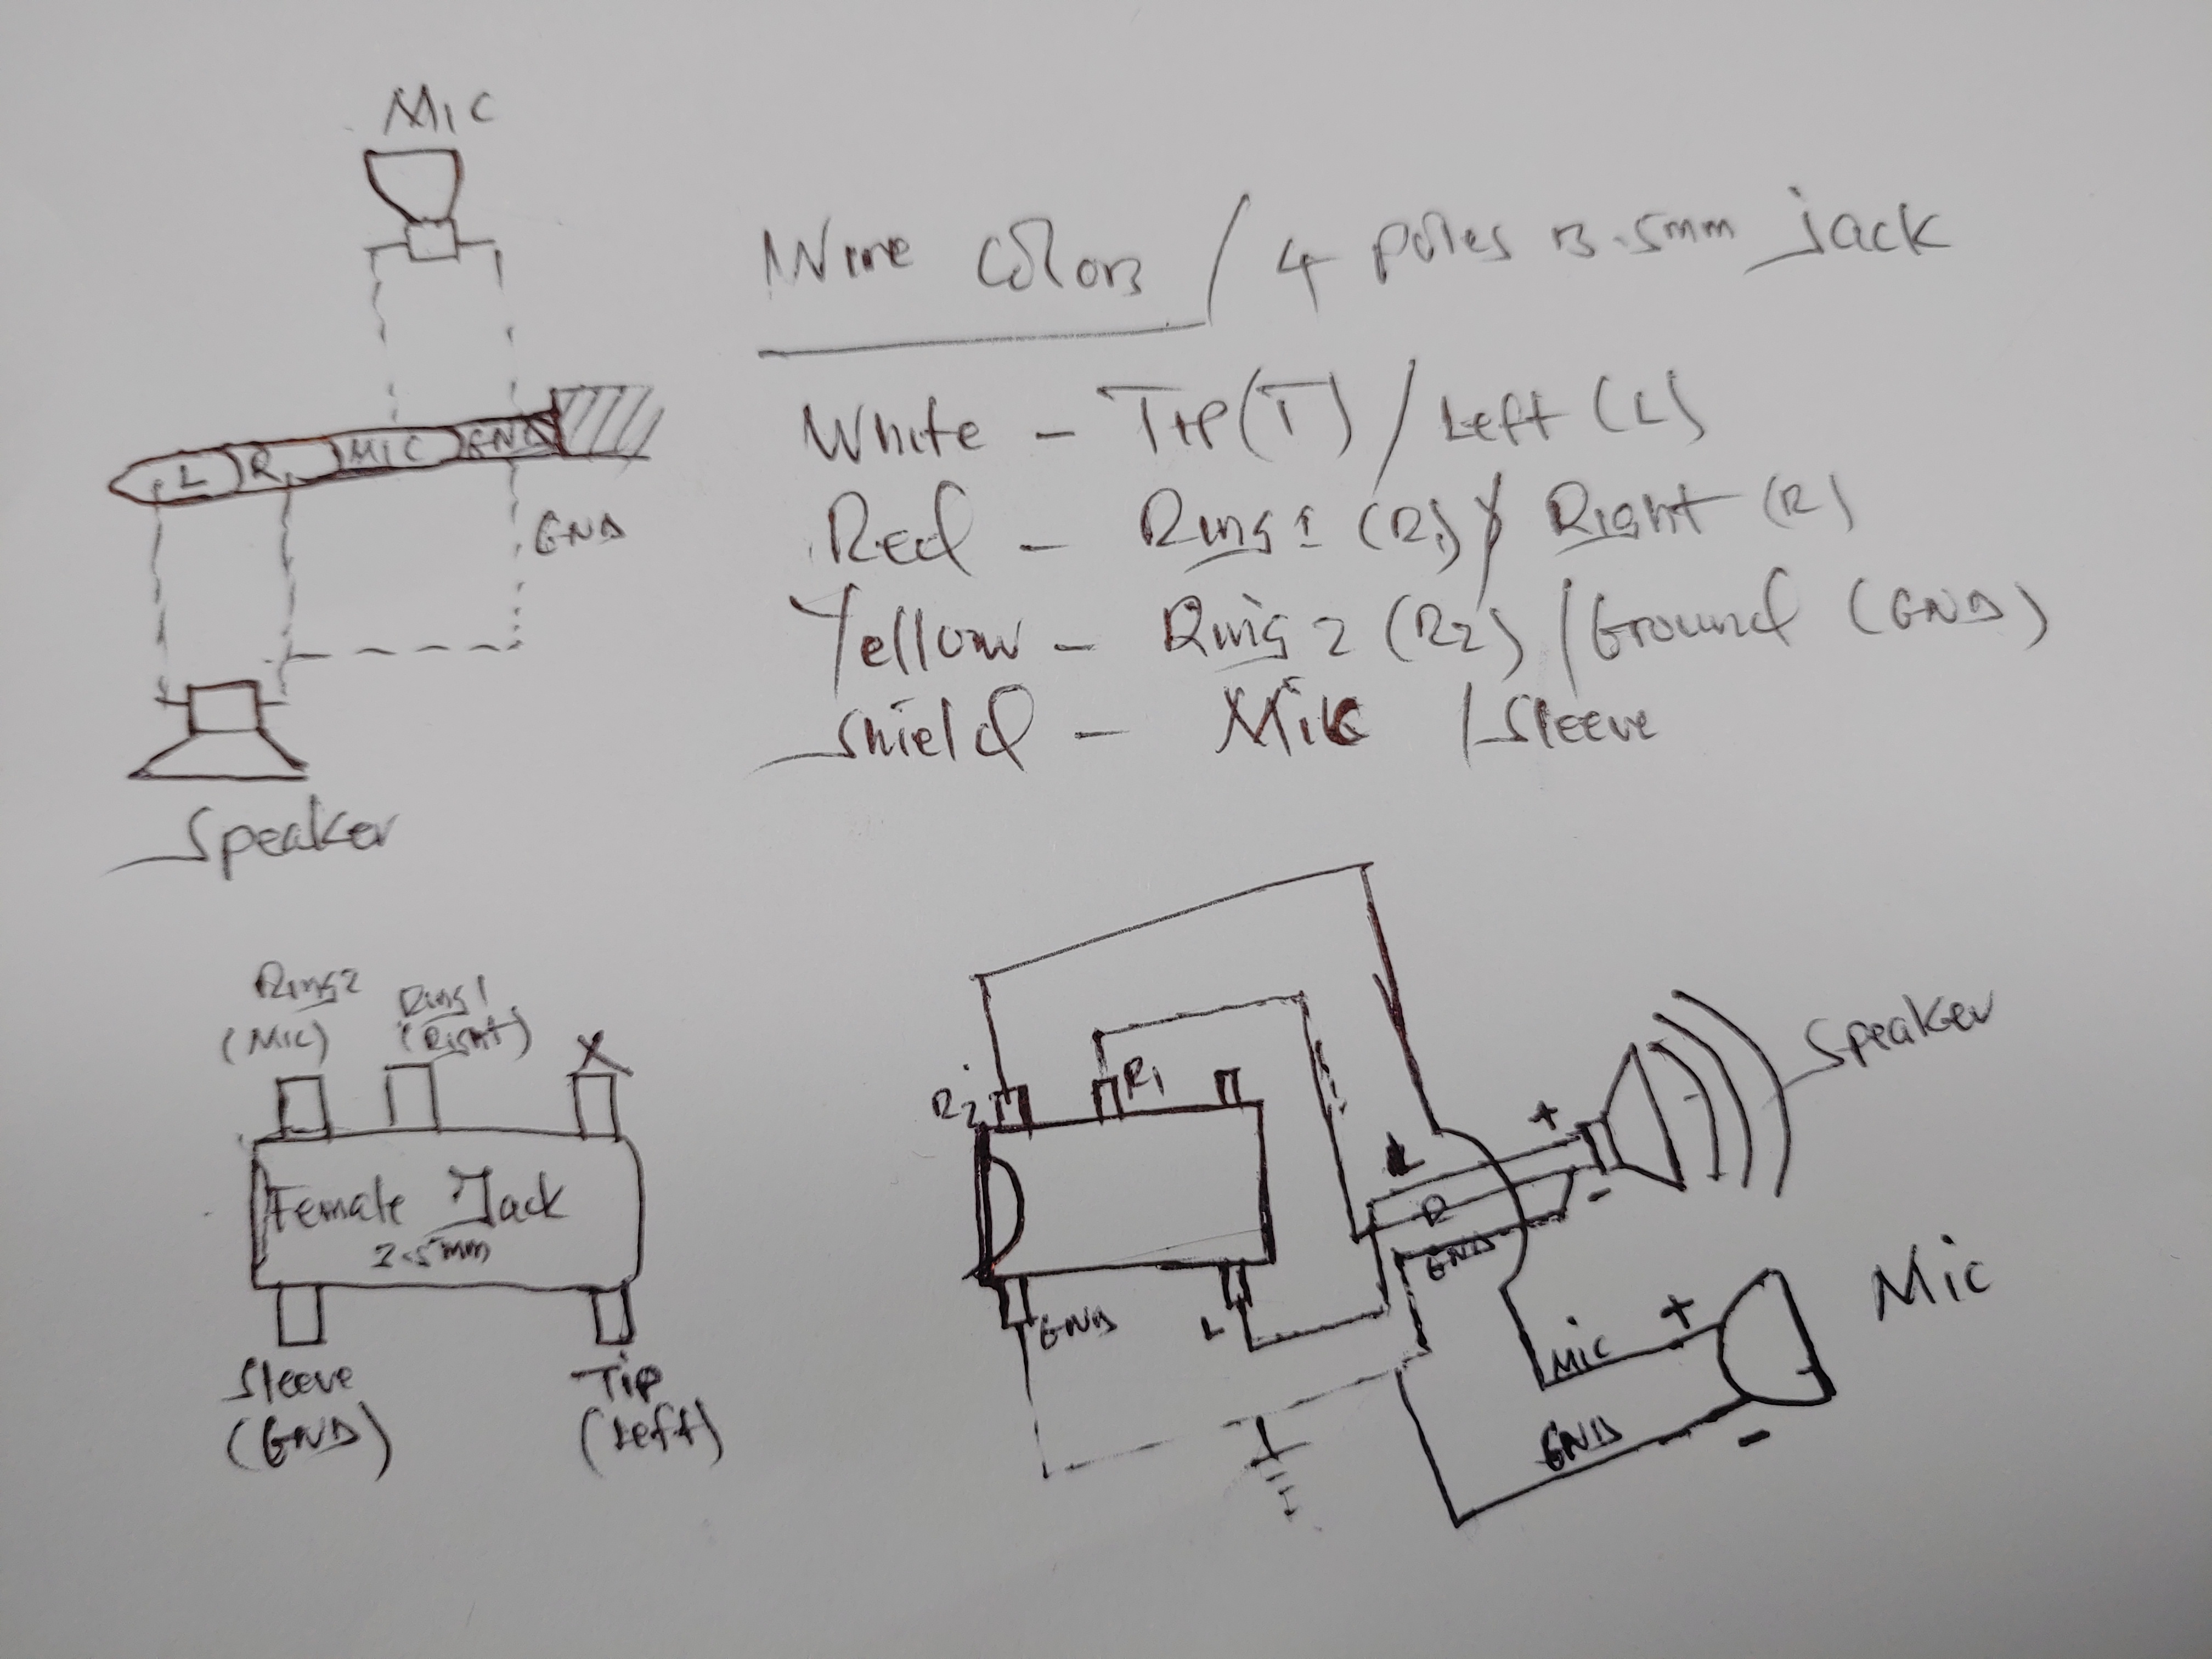 Mic
L R MIC GND
GND
Speaker
Wire Colors / 4 Poles 3.5mm Jack
White - TIP(T) / Left (L)
Red - Ring 1 (R1) / Right (R)
Yellow - Ring 2 (R2) / Ground (GND)
Shield - Mic / Sleeve
Ring2
(MIC)
Ring1
(Right)
X
Female Jack
2.5mm
Sleeve
(GND)
Tip
(left)
R2
R1
GND
L
L
R
GND
+
-
Speaker
MIC
GND
+
-
Mic